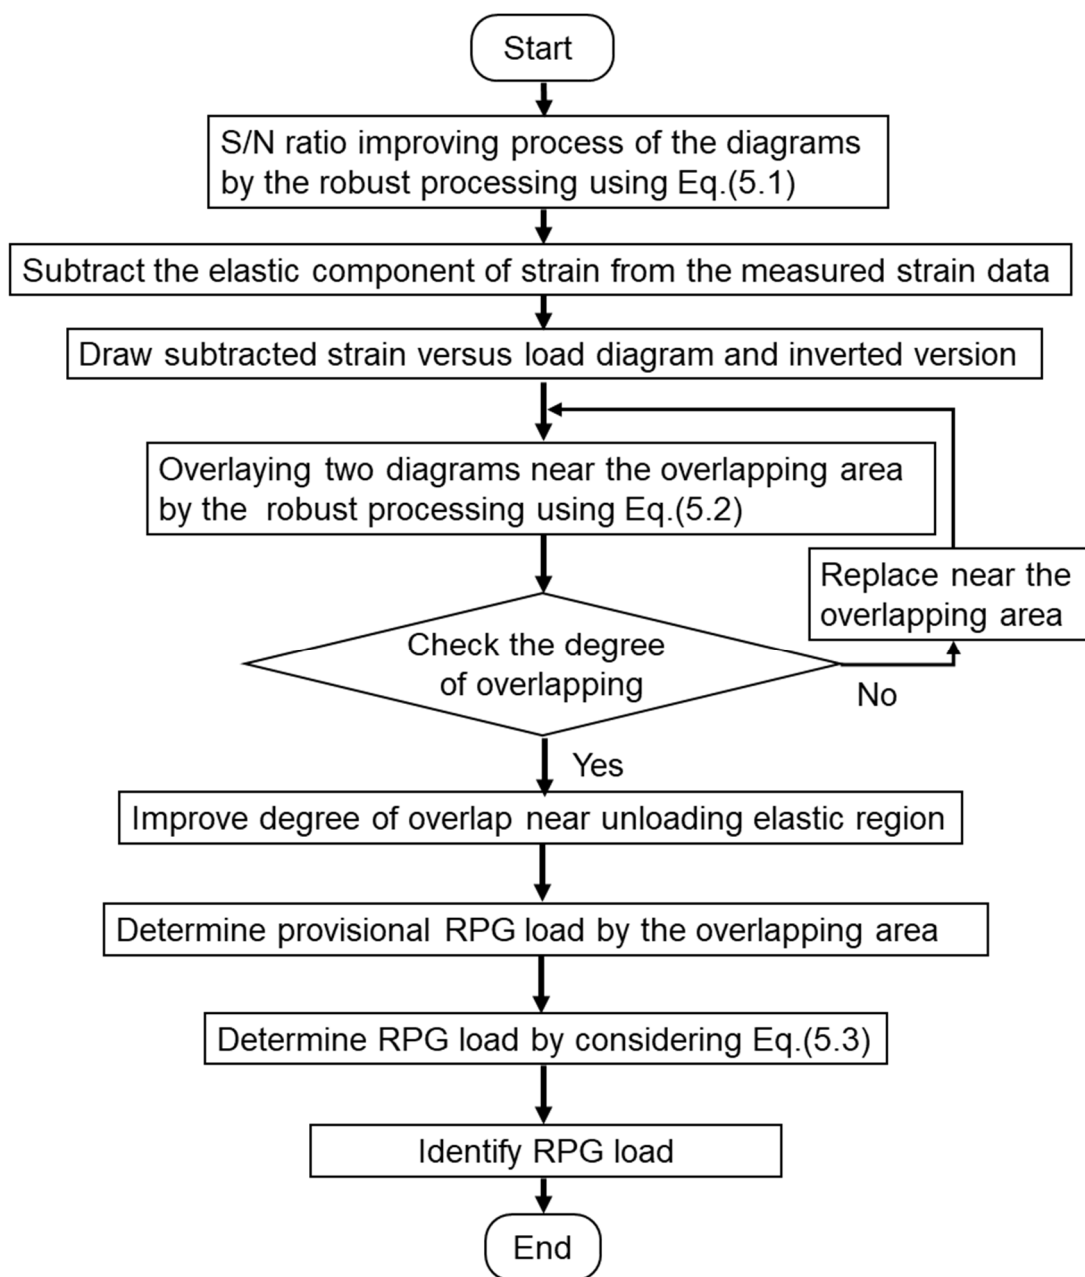 Start
S/N ratio improving process of the diagrams
by the robust processing using Eq.(5.1)
Subtract the elastic component of strain from the measured strain data
Draw subtracted strain versus load diagram and inverted version
Overlaying two diagrams near the overlapping area
by the robust processing using Eq.(5.2)
Replace near the
overlapping area
Check the degree
of overlapping
No
Yes
Improve degree of overlap near unloading elastic region
Determine provisional RPG load by the overlapping area
Determine RPG load by considering Eq.(5.3)
Identify RPG load
End